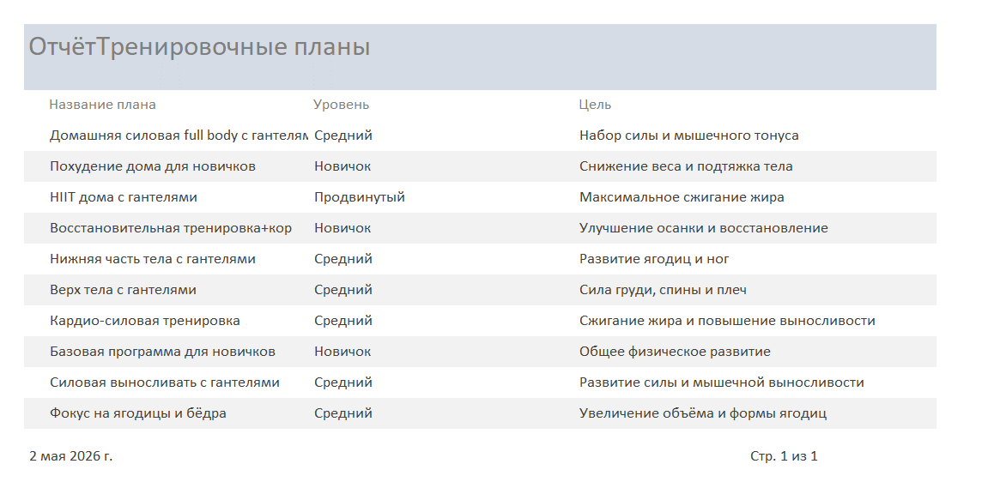 ОтчётТренировочные планы
Название плана Уровень Цель
Домашняя силовая full body с гантелям Средний Набор силы и мышечного тонуса
Похудение дома для новичков Новичок Снижение веса и подтяжка тела
HIIT дома с гантелями Продвинутый Максимальное сжигание жира
Восстановительная тренировка+кор Новичок Улучшение осанки и восстановление
Нижняя часть тела с гантелями Средний Развитие ягодиц и ног
Верх тела с гантелями Средний Сила груди, спины и плеч
Кардио-силовая тренировка Средний Сжигание жира и повышение выносливости
Базовая программа для новичков Новичок Общее физическое развитие
Силовая выносливать с гантелями Средний Развитие силы и мышечной выносливости
Фокус на ягодицы и бёдра Средний Увеличение объёма и формы ягодиц
2 мая 2026 г. Стр. 1 из 1